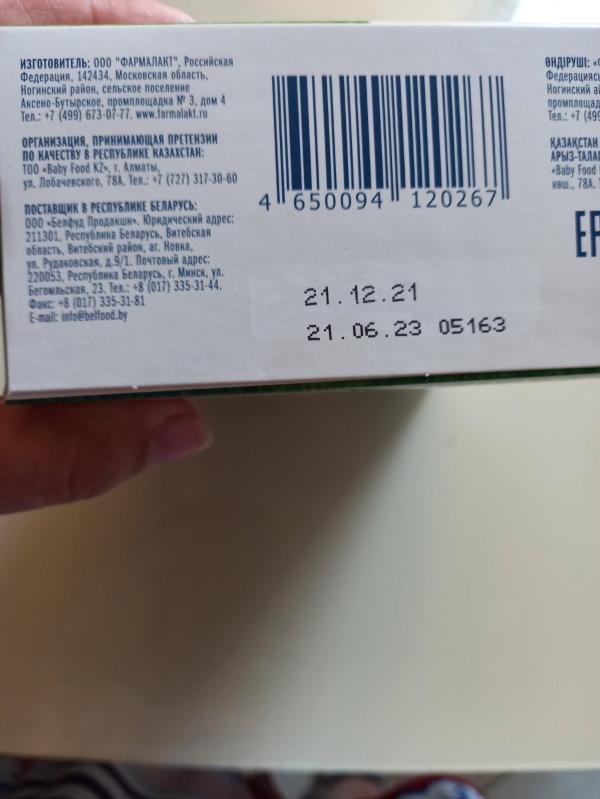 ИЗГОТОВИТЕЛЬ: ООО "ФАРМАЛАКТ", Российская
Федерация, 142434, Московская область,
Ногинский район, сельское поселение
Аксено-Бутырское, промплощадка № 3, дом 4
Тел.: +7 (499) 673-07-77. www.farmalakt.ru
ОРГАНИЗАЦИЯ, ПРИНИМАЮЩАЯ ПРЕТЕНЗИИ
ПО КАЧЕСТВУ В РЕСПУБЛИКЕ КАЗАХСТАН:
ТОО «Baby Food KZ», г. Алматы,
ул. Лобачевского, 78А. Тел.: +7 (727) 317-30-60
ПОСТАВЩИК В РЕСПУБЛИКЕ БЕЛАРУСЬ:
ООО «Белфуд Продакшн». Юридический адрес:
211301, Республика Беларусь, Витебская
область, Витебский район, аг. Новка,
ул. Рудаковская, д.9/1. Почтовый адрес:
220053, Республика Беларусь, г. Минск, ул.
Бегомльская, 23. Тел.: +8 (017) 335-31-44.
Факс: +8 (017) 335-31-81
E-mail: info@belfood.by
4 650094 120267
21.12.21
21.06.23 05163
ӨНДІРУШІ:
Ногинский
Тел.: +7 (499
ҚАЗАҚСТАН
«Baby Food
көш., 78А.